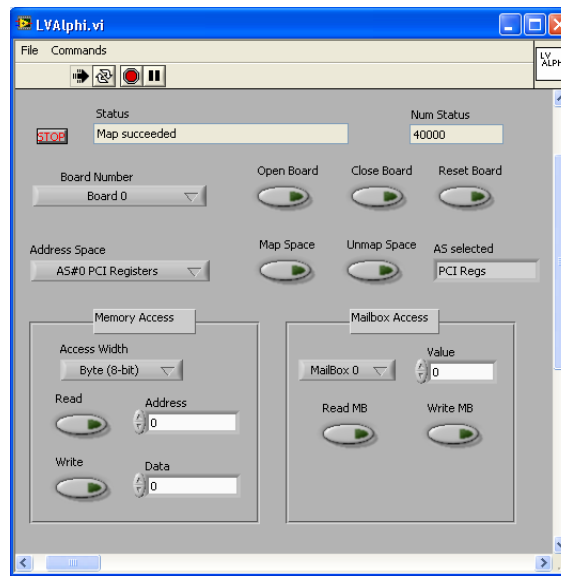 LVAlphi.vi
File Commands
LV
ALPH
Status Num Status
STOP Map succeeded 40000
Board Number Open Board Close Board Reset Board
Board 0
Address Space Map Space Unmap Space AS selected
AS#0 PCI Registers PCI Regs
Memory Access
Access Width
Byte (8-bit)
Read Address
0
Write Data
0
Mailbox Access
Value
MailBox 0 0
Read MB Write MB